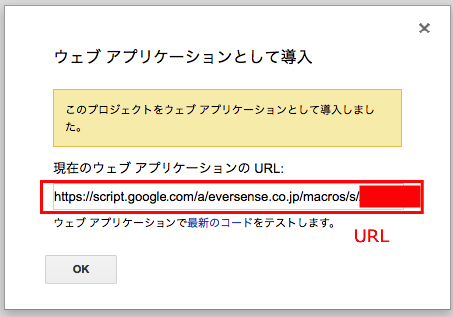 ウェブ アプリケーションとして導入
このプロジェクトをウェブ アプリケーションとして導入しまし
た。
現在のウェブ アプリケーションの URL:
https://script.google.com/a/eversense.co.jp/macros/s/
ウェブ アプリケーションで最新のコードをテストします。
URL
OK